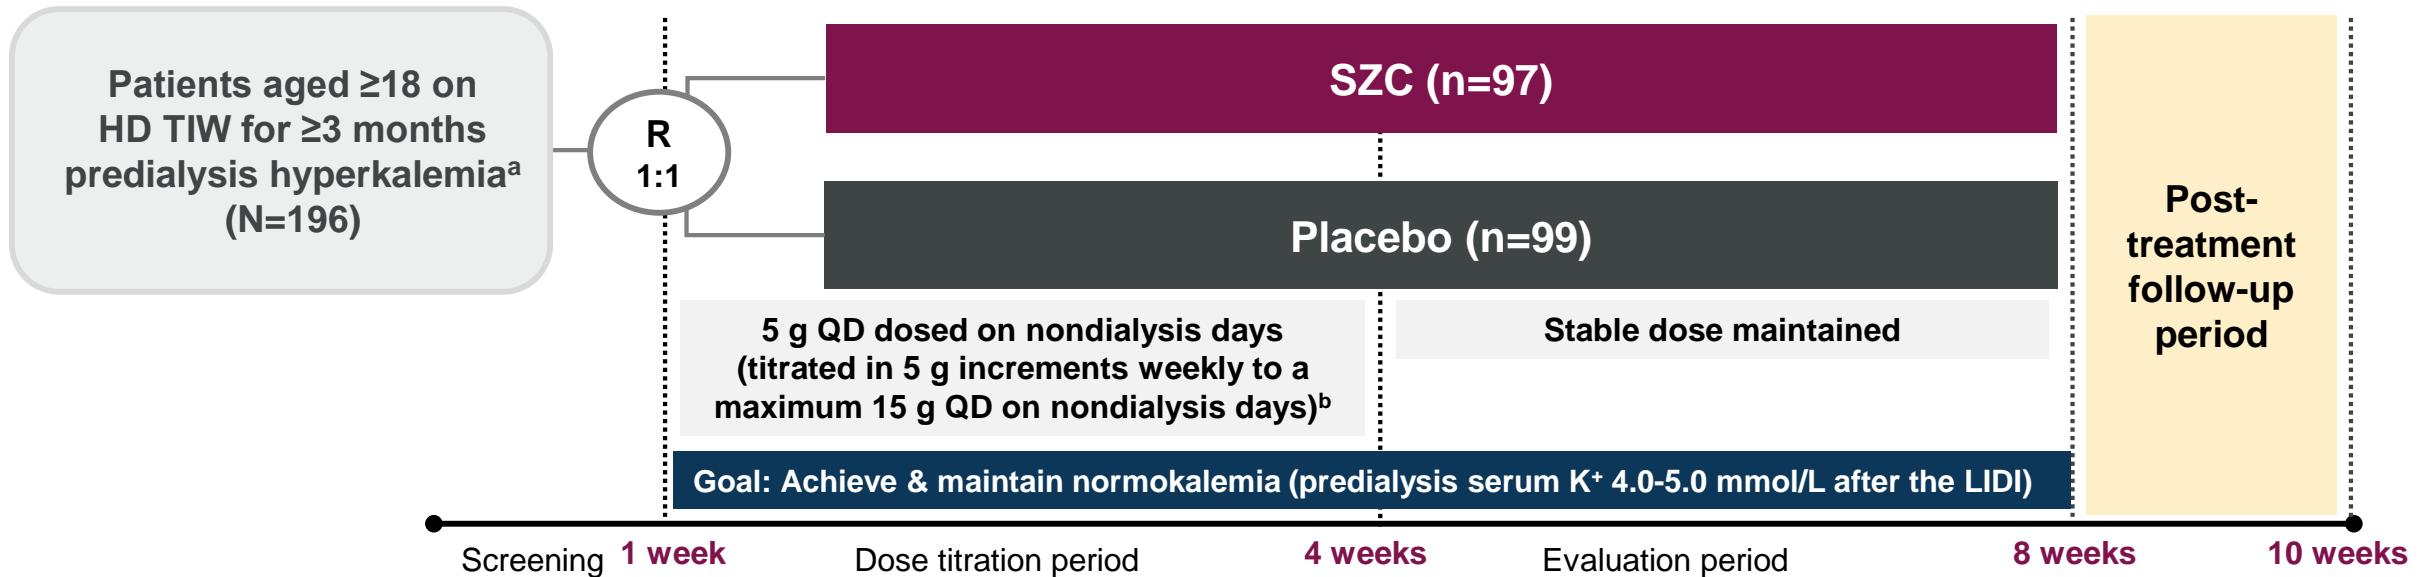 Patients aged ≥18 on
HD TIW for ≥3 months
predialysis hyperkalemiaᵃ
(N=196)
R
1:1
SZC (n=97)
Placebo (n=99)
5 g QD dosed on nondialysis days
(titrated in 5 g increments weekly to a
maximum 15 g QD on nondialysis days)ᵇ
Stable dose maintained
Post-
treatment
follow-up
period
Goal: Achieve & maintain normokalemia (predialysis serum K⁺ 4.0-5.0 mmol/L after the LIDI)
Screening 1 week Dose titration period 4 weeks Evaluation period 8 weeks 10 weeks